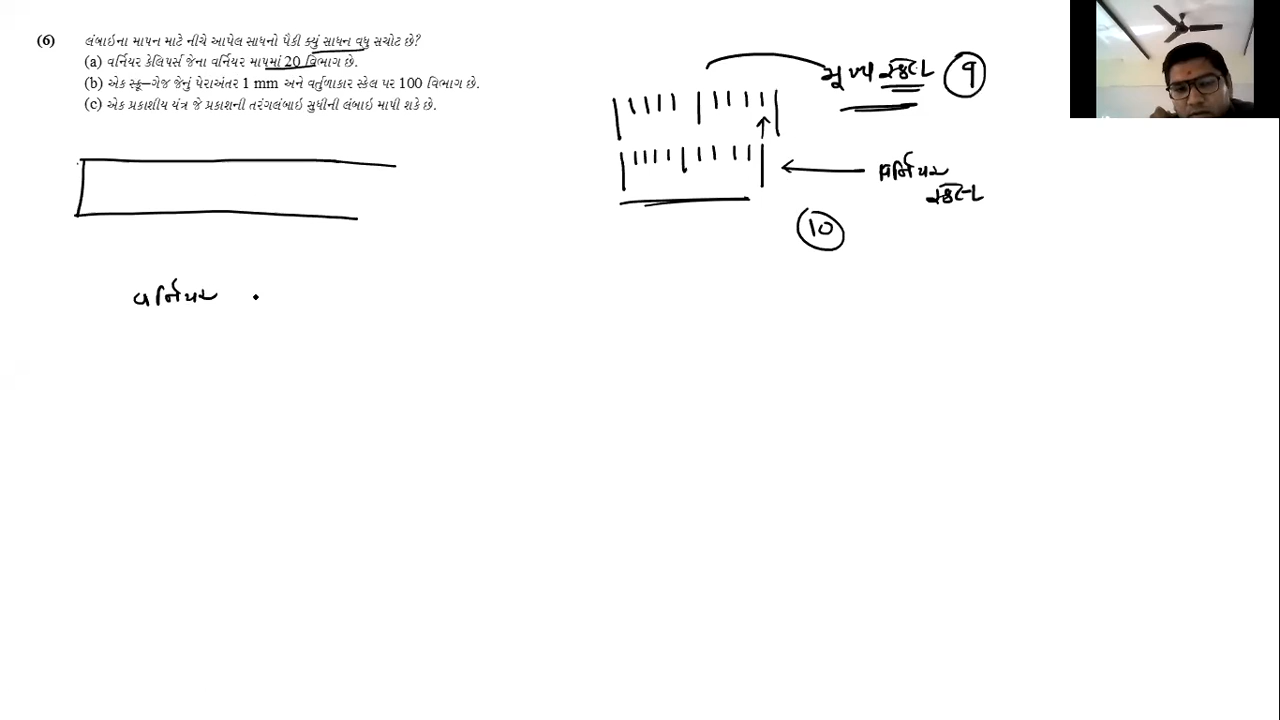 (6) લંબાઈના માપન માટે નીચે આપેલ સાધનો પૈકી ક્યું સાધન વધુ સચોટ છે?
(a) વર્નિયર કેલિપર્સ જેના વર્નિયર માપમાં 20 વિભાગ છે.
(b) એક સ્ક્રૂ–ગેજ જેનું પેરાઅંતર 1 mm અને વર્તુળાકાર સ્કેલ પર 100 વિભાગ છે.
(c) એક પ્રકાશીય યંત્ર જે પ્રકાશની તરંગલંબાઈ સુધીની લંબાઈ માપી શકે છે.
મૂખ્ય સ્કેલ 9
વર્નિયર
સ્કેલ
10
વર્નિયર